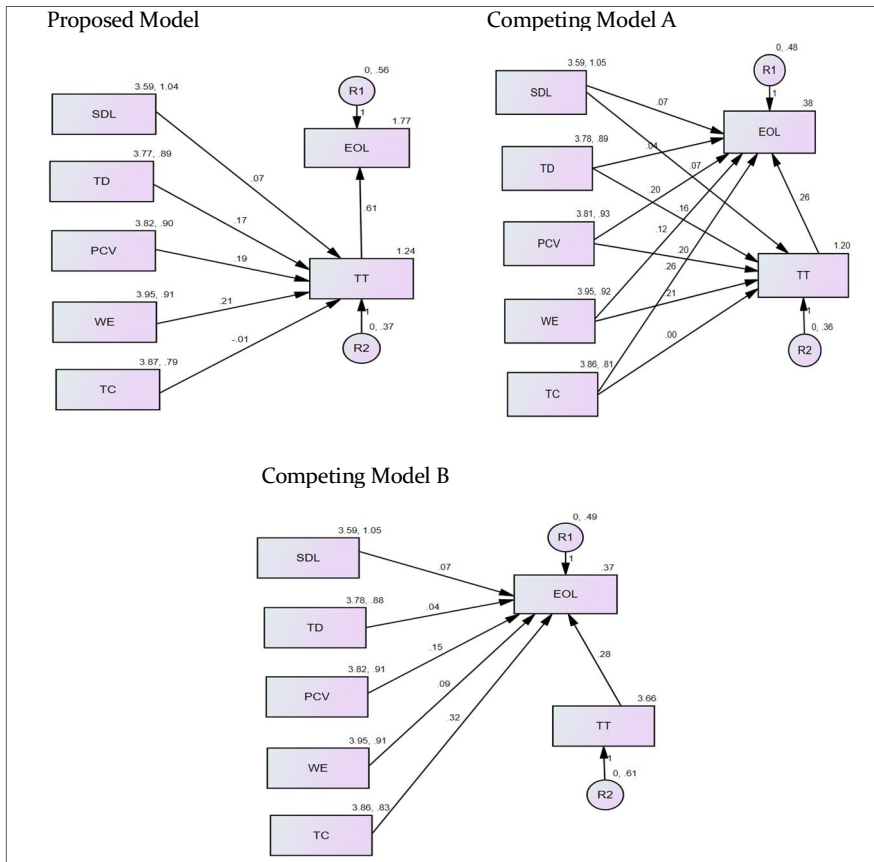 Proposed Model
0, .56
3.59, 1.04
R1
1
SDL
1.77
EOL
3.77, .89
.07
TD
.61
.17
3.82, .90
PCV
.19
1.24
TT
3.95, .91
.21
WE
1
0, .37
-.01
R2
3.87, .79
TC
Competing Model A
0, .48
3.59, 1.05
R1
SDL
1
.07
.38
EOL
3.78, .89
.04
.07
TD
.20
.16
.26
3.81, .93
.12
PCV
.20
1.20
.26
TT
3.95, .92
.21
WE
1
.00
0, .36
R2
3.86, .81
TC
Competing Model B
0, .49
3.59, 1.05
R1
SDL
1
.07
.37
EOL
3.78, .88
.04
TD
.15
3.82, .91
.28
PCV
.09
3.66
.32
TT
3.95, .91
WE
1
0, .61
R2
3.86, .83
TC